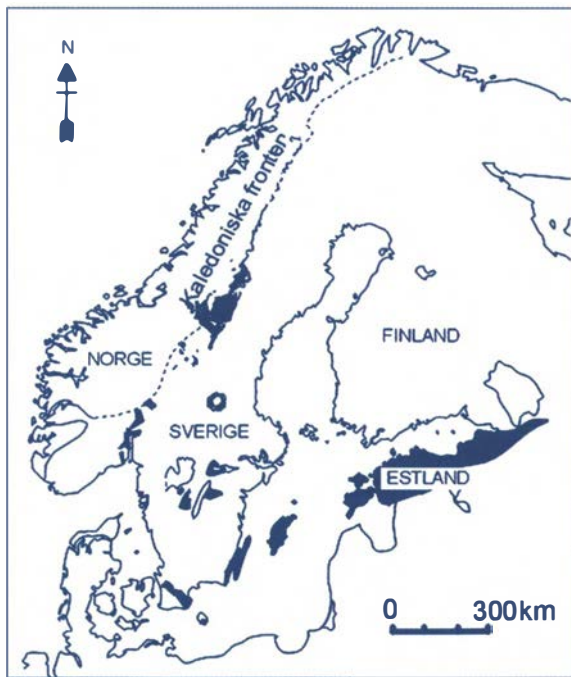 N
Kaledoniska fronten
NORGE
FINLAND
SVERIGE
ESTLAND
0 300km